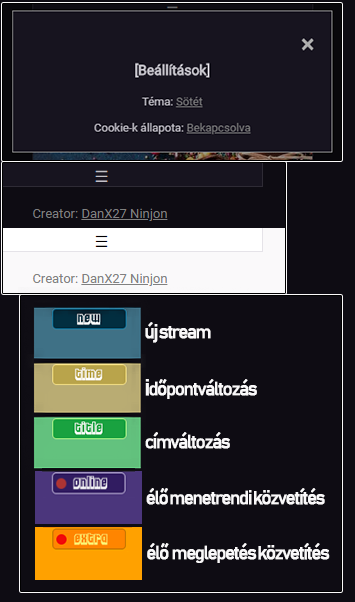 ×
[Beállítások]
Téma: Sötét
Cookie-k állapota: Bekapcsolva
☰
Creator: DanX27 Ninjon
☰
Creator: DanX27 Ninjon
new új stream
time időpontváltozás
title címváltozás
online élő menetrendi közvetítés
extra élő meglepetés közvetítés